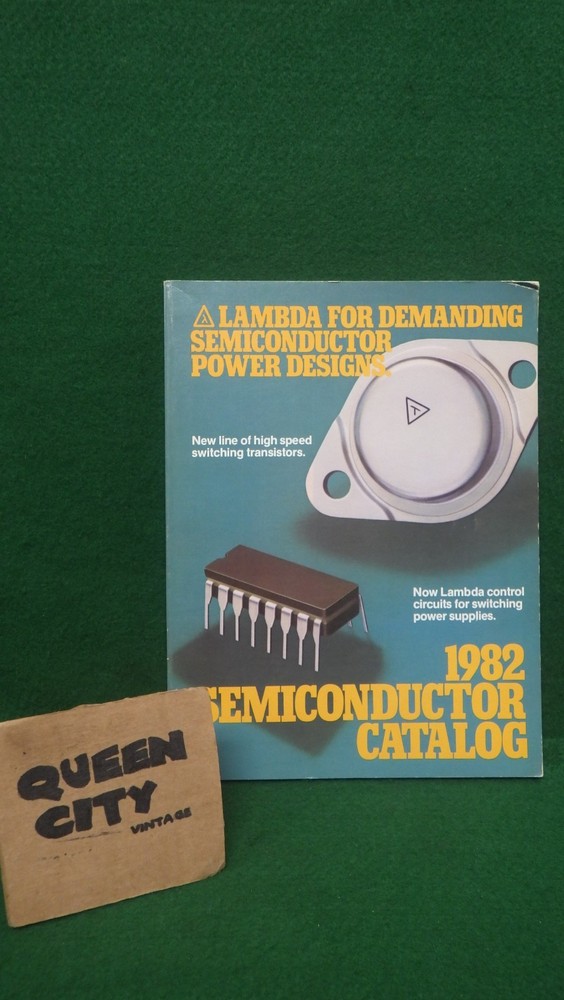 LAMBDA FOR DEMANDING
SEMICONDUCTOR
POWER DESIGNS.
New line of high speed
switching transistors.
Now Lambda control
circuits for switching
power supplies.
1982
SEMICONDUCTOR
CATALOG
QUEEN
CITY
VINTAGE